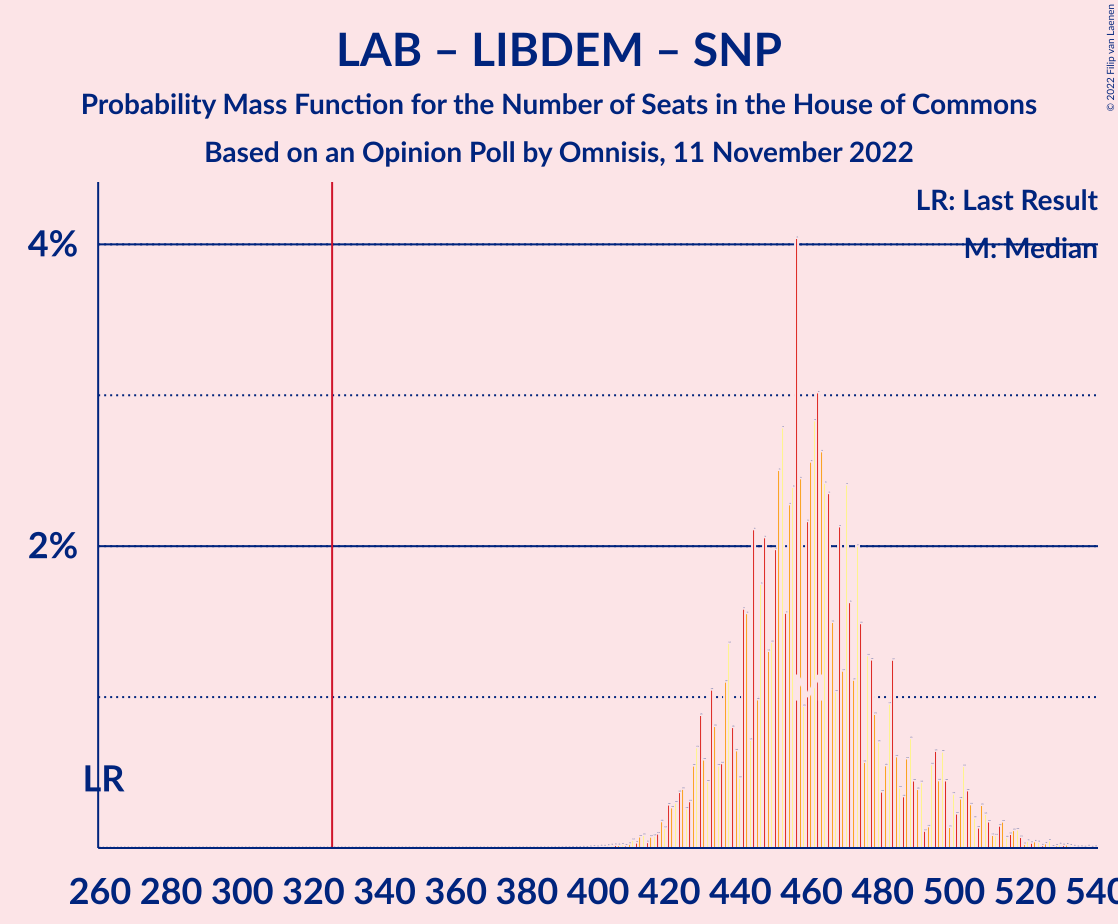 LAB – LIBDEM – SNP
Probability Mass Function for the Number of Seats in the House of Commons
Based on an Opinion Poll by Omnisis, 11 November 2022
© 2022 Filip van Laenen
LR: Last Result
M: Median
4%
2%
M
LR
260 280 300 320 340 360 380 400 420 440 460 480 500 520 540